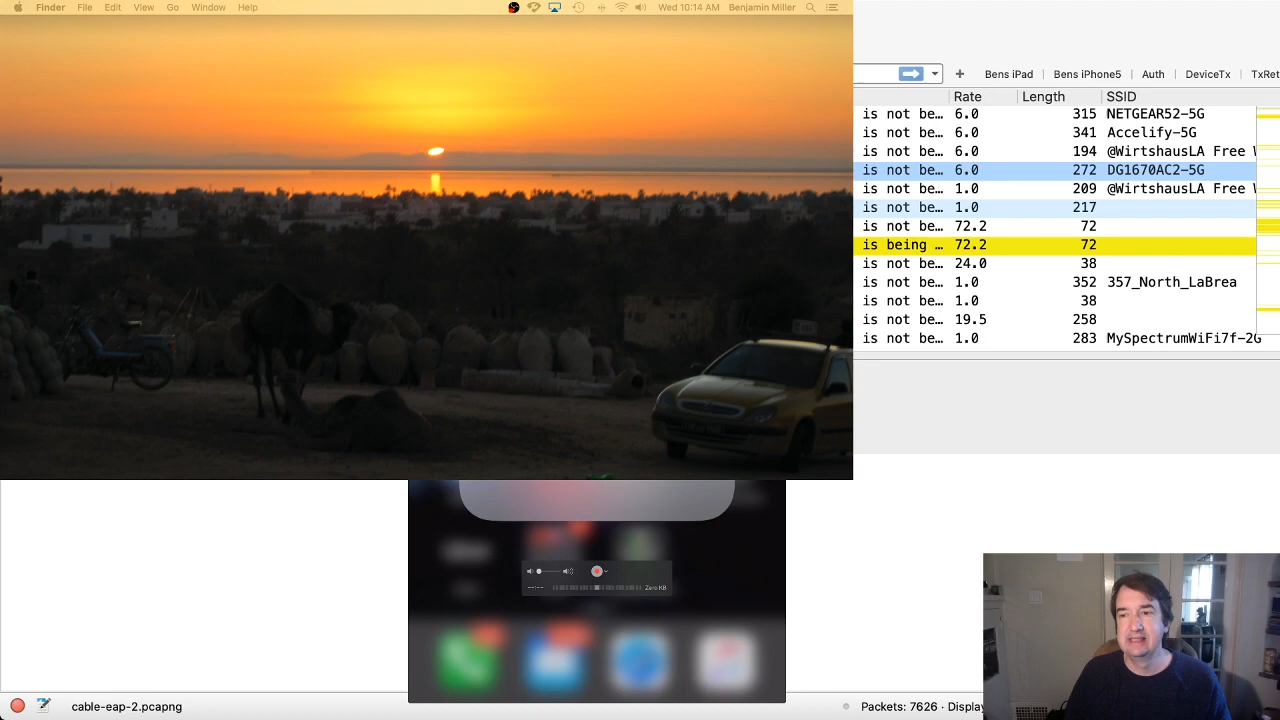 Finder File Edit View Go Window Help Wed 10:14 AM Benjamin Miller
+ Bens iPad Bens iPhone5 Auth DeviceTx TxRet
Rate Length SSID
is not be… 6.0 315 NETGEAR52-5G
is not be… 6.0 341 Accelify-5G
is not be… 6.0 194 @WirtshausLA Free
is not be… 6.0 272 DG1670AC2-5G
is not be… 1.0 209 @WirtshausLA Free
is not be… 1.0 217
is not be… 72.2 72
is being … 72.2 72
is not be… 24.0 38
is not be… 1.0 352 357_North_LaBrea
is not be… 1.0 38
is not be… 19.5 258
is not be… 1.0 283 MySpectrumWiFi7f-2G
--:-- Zero KB
cable-eap-2.pcapng Packets: 7626 · Display